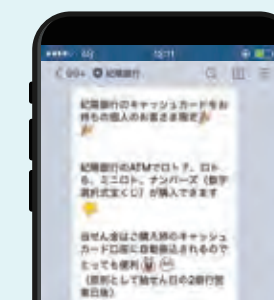 4G 15:11
< 99+ 紀陽銀行
紀陽銀行のキャッシュカードをお
持ちの個人のお客さま限定🎉
🎉
紀陽銀行のATMでロト7、ロト
6、ミニロト、ナンバーズ（数字
選択式宝くじ）が購入できます
当せん金はご購入時のキャッシュ
カード口座に自動振込されるので
とっても便利
（原則として抽せん日の2銀行営
業日後）